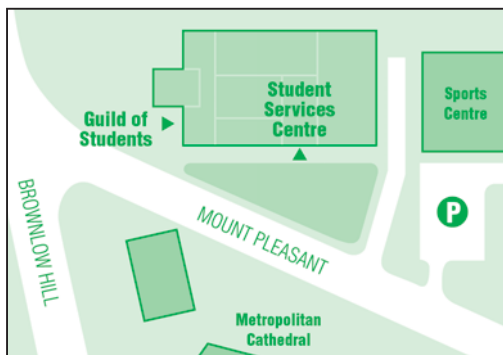 Student
Services
Centre
Sports
Centre
Guild of
Students
BROWNLOW HILL
MOUNT PLEASANT
P
Metropolitan
Cathedral